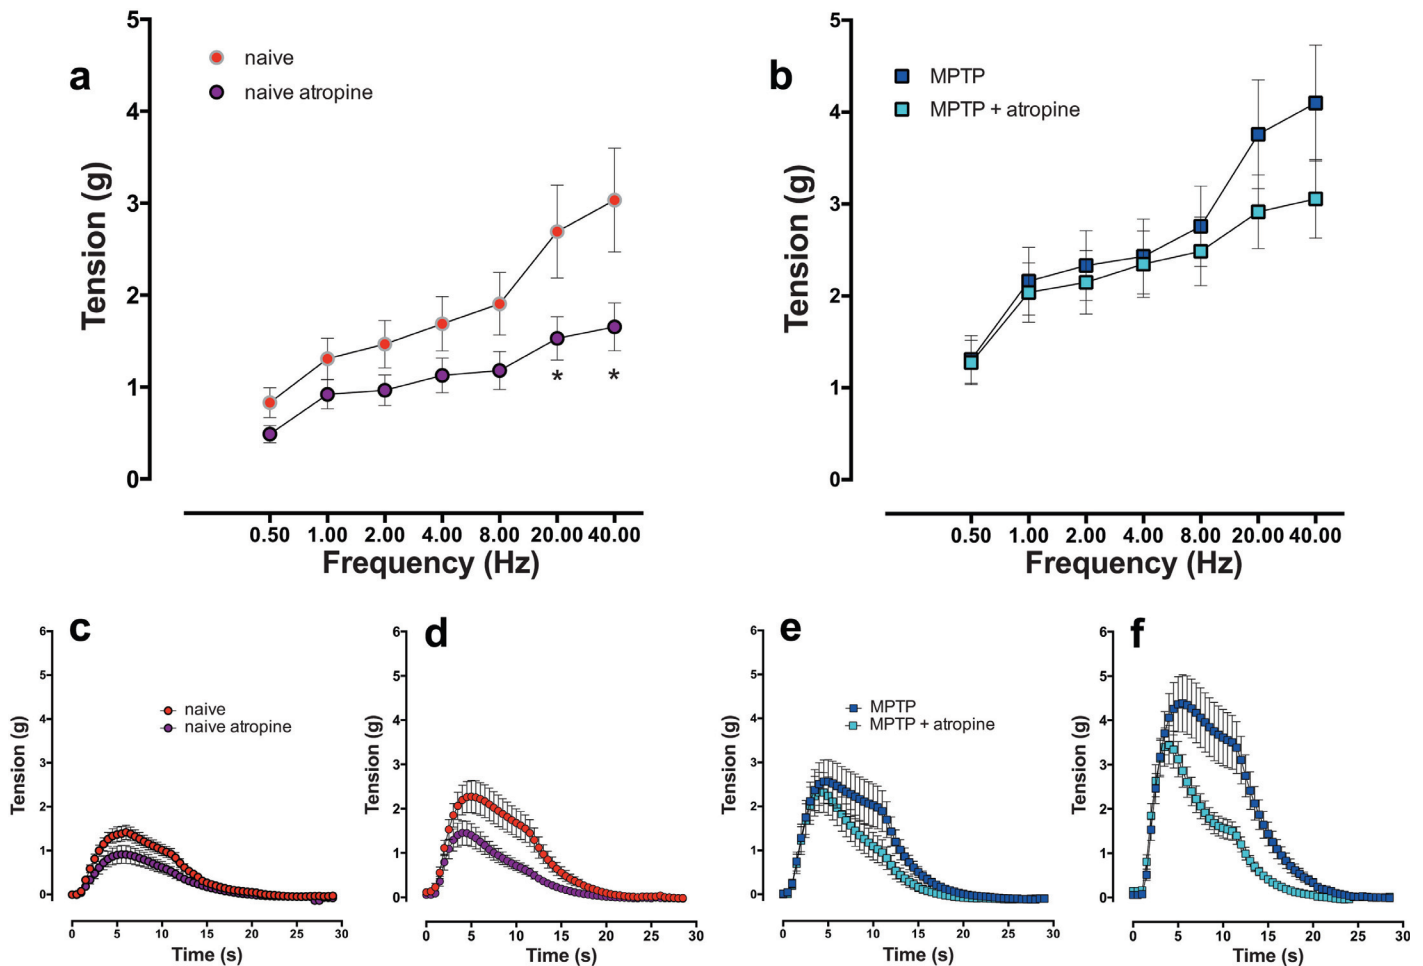 a
naive
naive atropine
Tension (g)
5
4
3
2
1
0
* *
0.50 1.00 2.00 4.00 8.00 20.00 40.00
Frequency (Hz)
b
MPTP
MPTP + atropine
Tension (g)
5
4
3
2
1
0
0.50 1.00 2.00 4.00 8.00 20.00 40.00
Frequency (Hz)
c
naive
naive atropine
Tension (g)
6
5
4
3
2
1
0
0 5 10 15 20 25 30
Time (s)
d
Tension (g)
6
5
4
3
2
1
0
0 5 10 15 20 25 30
Time (s)
e
MPTP
MPTP + atropine
Tension (g)
6
5
4
3
2
1
0
0 5 10 15 20 25 30
Time (s)
f
Tension (g)
6
5
4
3
2
1
0
0 5 10 15 20 25 30
Time (s)